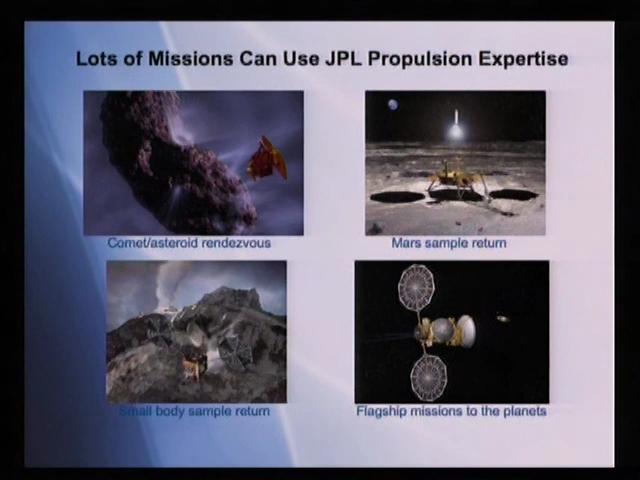 Lots of Missions Can Use JPL Propulsion Expertise
Comet/asteroid rendezvous
Mars sample return
Small body sample return
Flagship missions to the planets